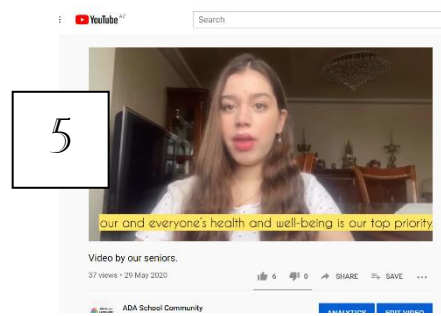 YouTube AZ
Search
5
our and everyone's health and well-being is our top priority
Video by our seniors.
37 views • 29 May 2020
6 0 SHARE SAVE
ADA School Community
ANALYTICS EDIT VIDEO